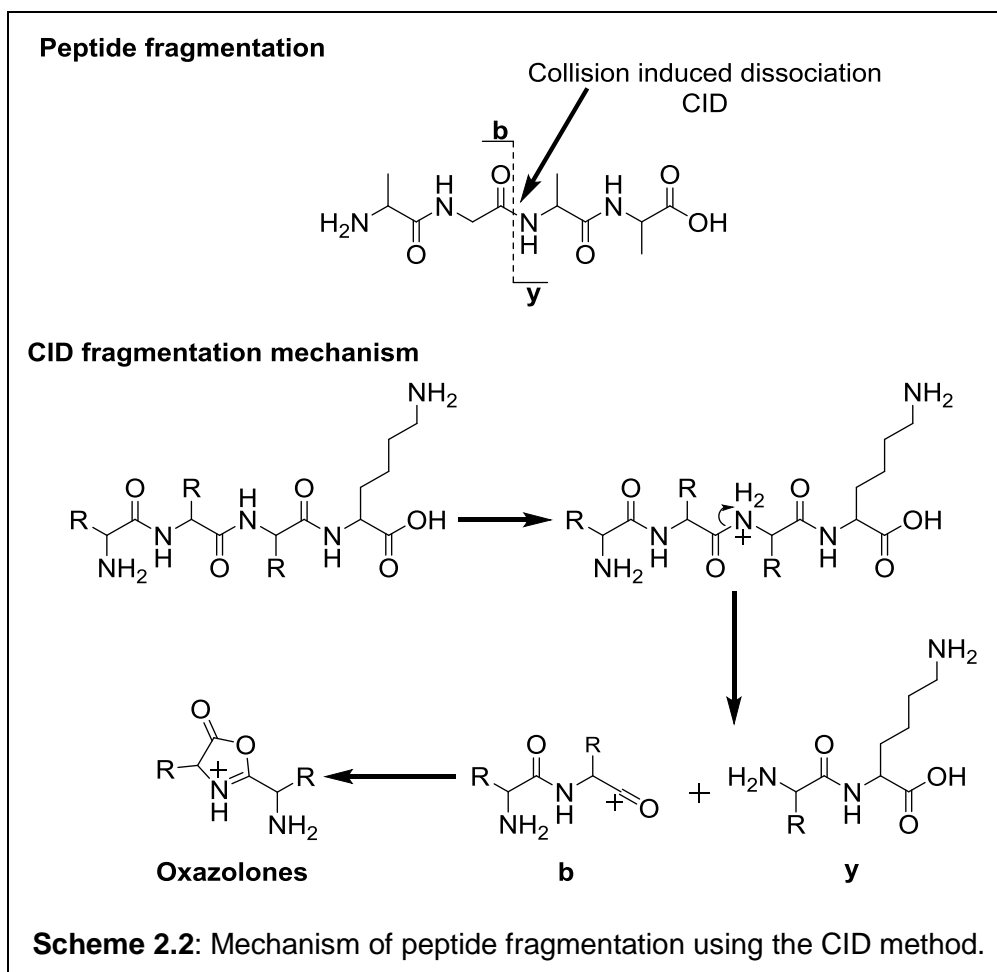 Peptide fragmentation
Collision induced dissociation
CID
b
H
N
O
H
N
O
H2N
O
N
H
O
OH
y
CID fragmentation mechanism
NH2
NH2
O
R
H
N
O
OH
R
N
H
O
R
N
H
O
NH2
O
R
H2
N
+
O
OH
R
N
H
O
R
N
H
O
NH2
NH2
O
O
R
+
N
H
R
NH2
O
R
R
N
H
+
O
NH2
+
H2N
O
OH
R
N
H
O
Oxazolones
b
y
Scheme 2.2: Mechanism of peptide fragmentation using the CID method.